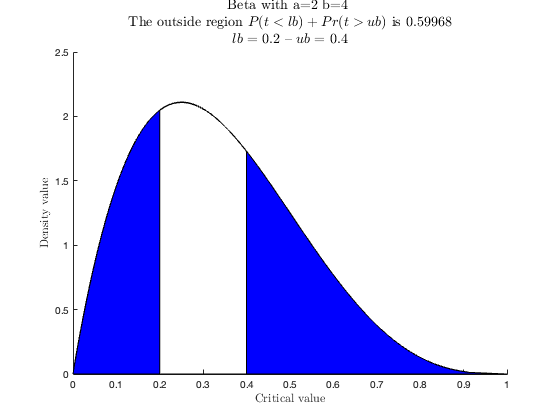 Beta with a=2 b=4
The outside region P(t < lb) + Pr(t > ub) is 0.59968
lb = 0.2 – ub = 0.4
2.5
2
1.5
1
0.5
0
Density value
0 0.1 0.2 0.3 0.4 0.5 0.6 0.7 0.8 0.9 1
Critical value